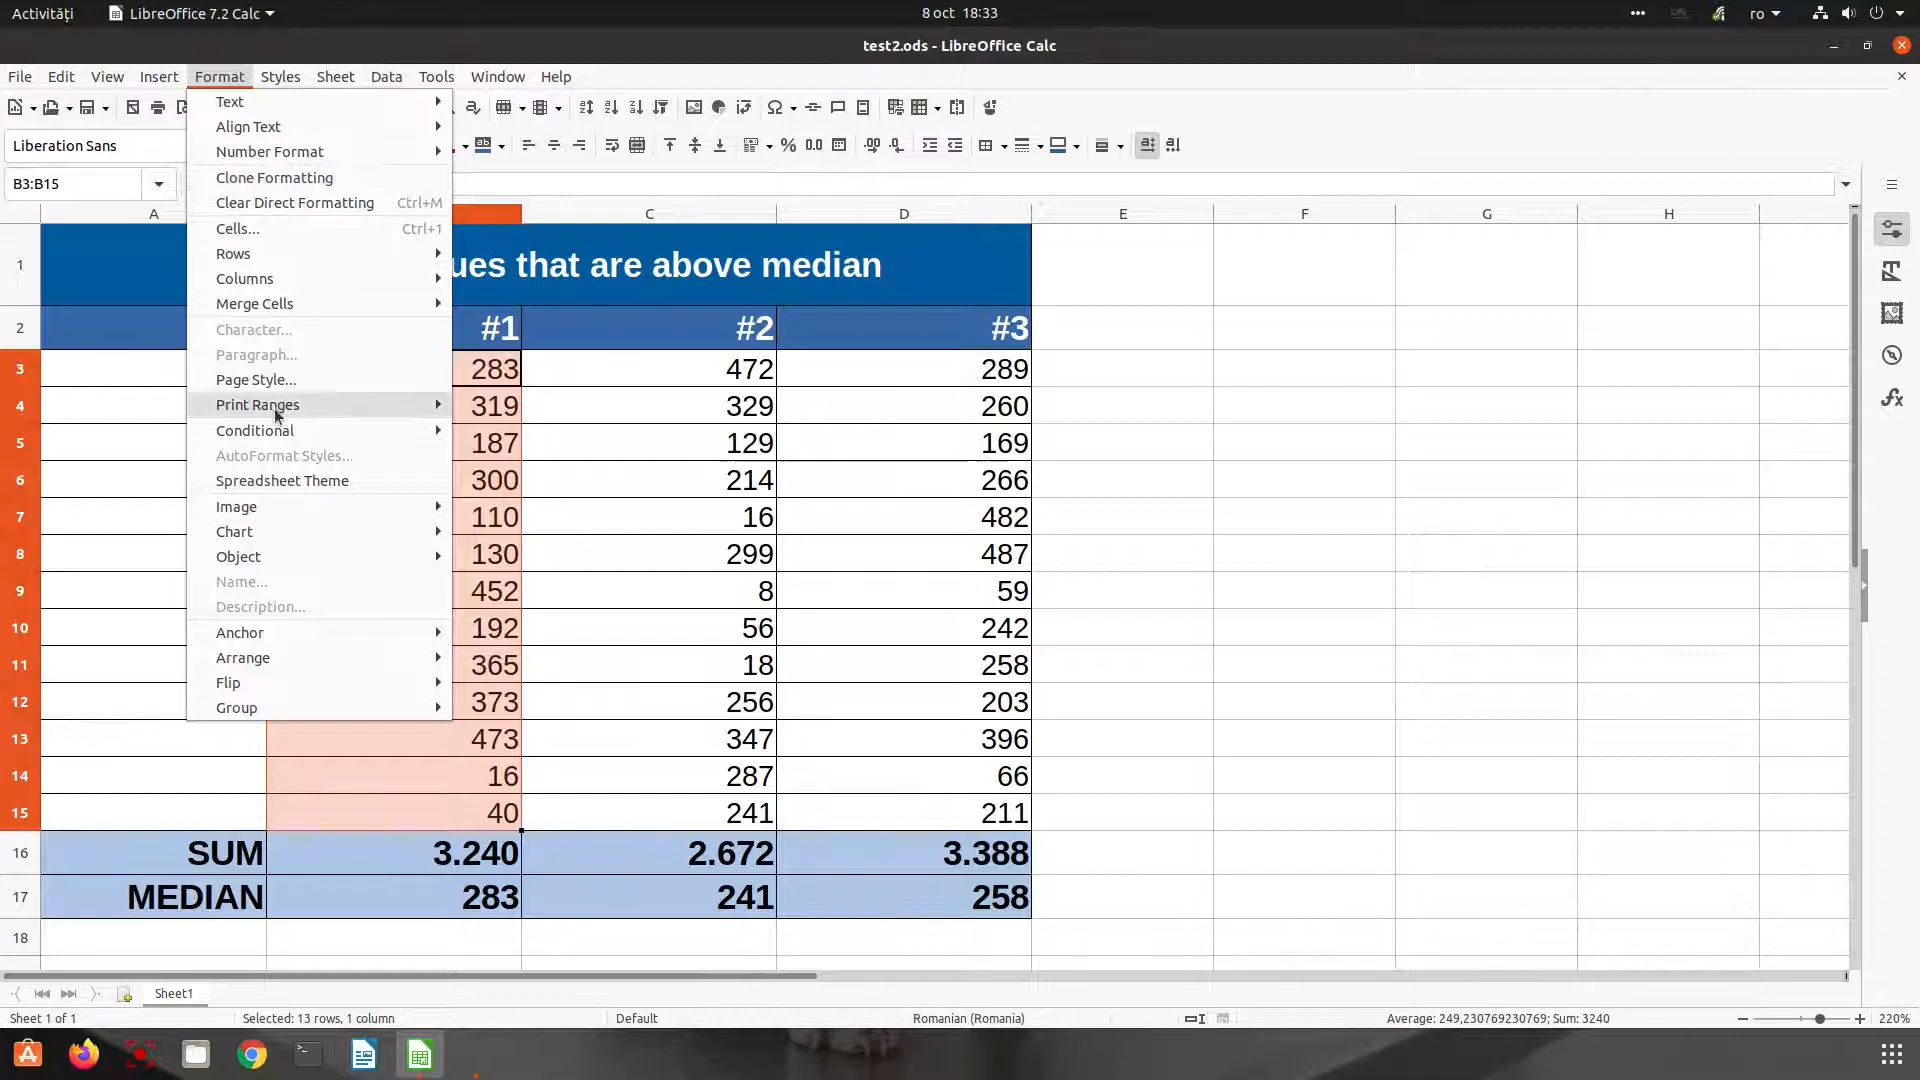 Activități LibreOffice 7.2 Calc 8 oct 18:33 ro
test2.ods - LibreOffice Calc
File Edit View Insert Format Styles Sheet Data Tools Window Help
Liberation Sans
B3:B15
Text
Align Text
Number Format
Clone Formatting
Clear Direct Formatting Ctrl+M
Cells... Ctrl+1
Rows
Columns
Merge Cells
Character...
Paragraph...
Page Style...
Print Ranges
Conditional
AutoFormat Styles...
Spreadsheet Theme
Image
Chart
Object
Name...
Description...
Anchor
Arrange
Flip
Group
A C D E F G H
1 that are above median
2 #1 #2 #3
3 283 472 289
4 319 329 260
5 187 129 169
6 300 214 266
7 110 16 482
8 130 299 487
9 452 8 59
10 192 56 242
11 365 18 258
12 373 256 203
13 473 347 396
14 16 287 66
15 40 241 211
16 SUM 3.240 2.672 3.388
17 MEDIAN 283 241 258
18
Sheet1
Sheet 1 of 1 Selected: 13 rows, 1 column Default Romanian (Romania) Average: 249,230769230769; Sum: 3240 220%